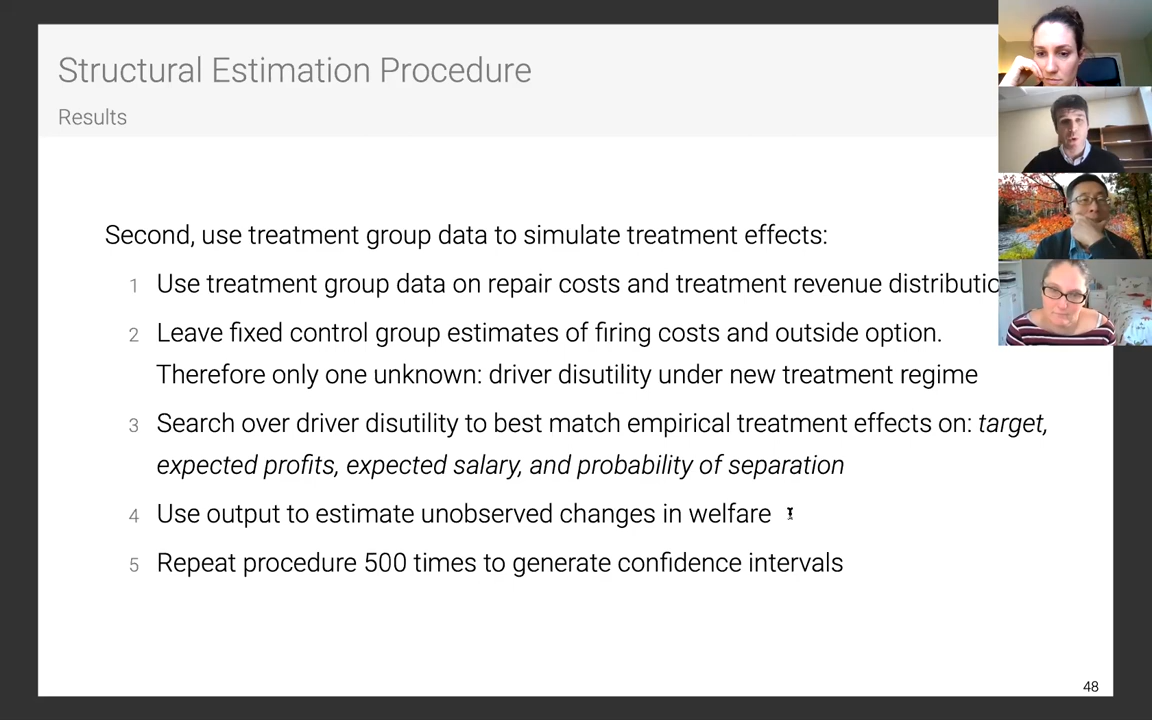 Structural Estimation Procedure
Results
Second, use treatment group data to simulate treatment effects:
1 Use treatment group data on repair costs and treatment revenue
2 Leave fixed control group estimates of firing costs and outside option.
Therefore only one unknown: driver disutility under new treatment regime
3 Search over driver disutility to best match empirical treatment effects on: target,
expected profits, expected salary, and probability of separation
4 Use output to estimate unobserved changes in welfare
5 Repeat procedure 500 times to generate confidence intervals
48